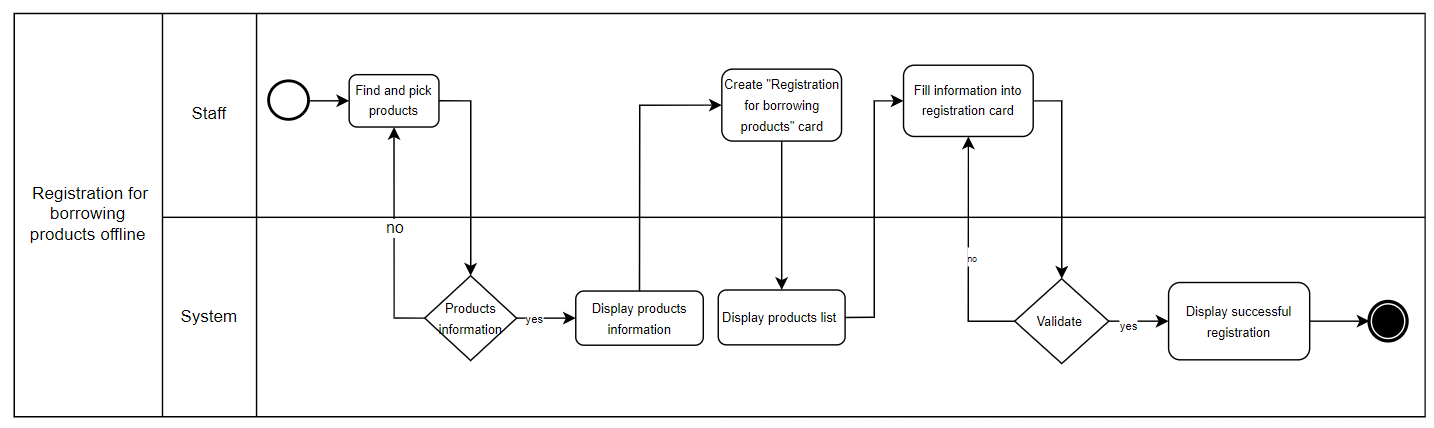 Registration for
borrowing
products offline
Staff
System
Find and pick
products
Create "Registration
for borrowing
products" card
Fill information into
registration card
no
Products
information
yes
Display products
information
Display products list
no
Validate
yes
Display successful
registration